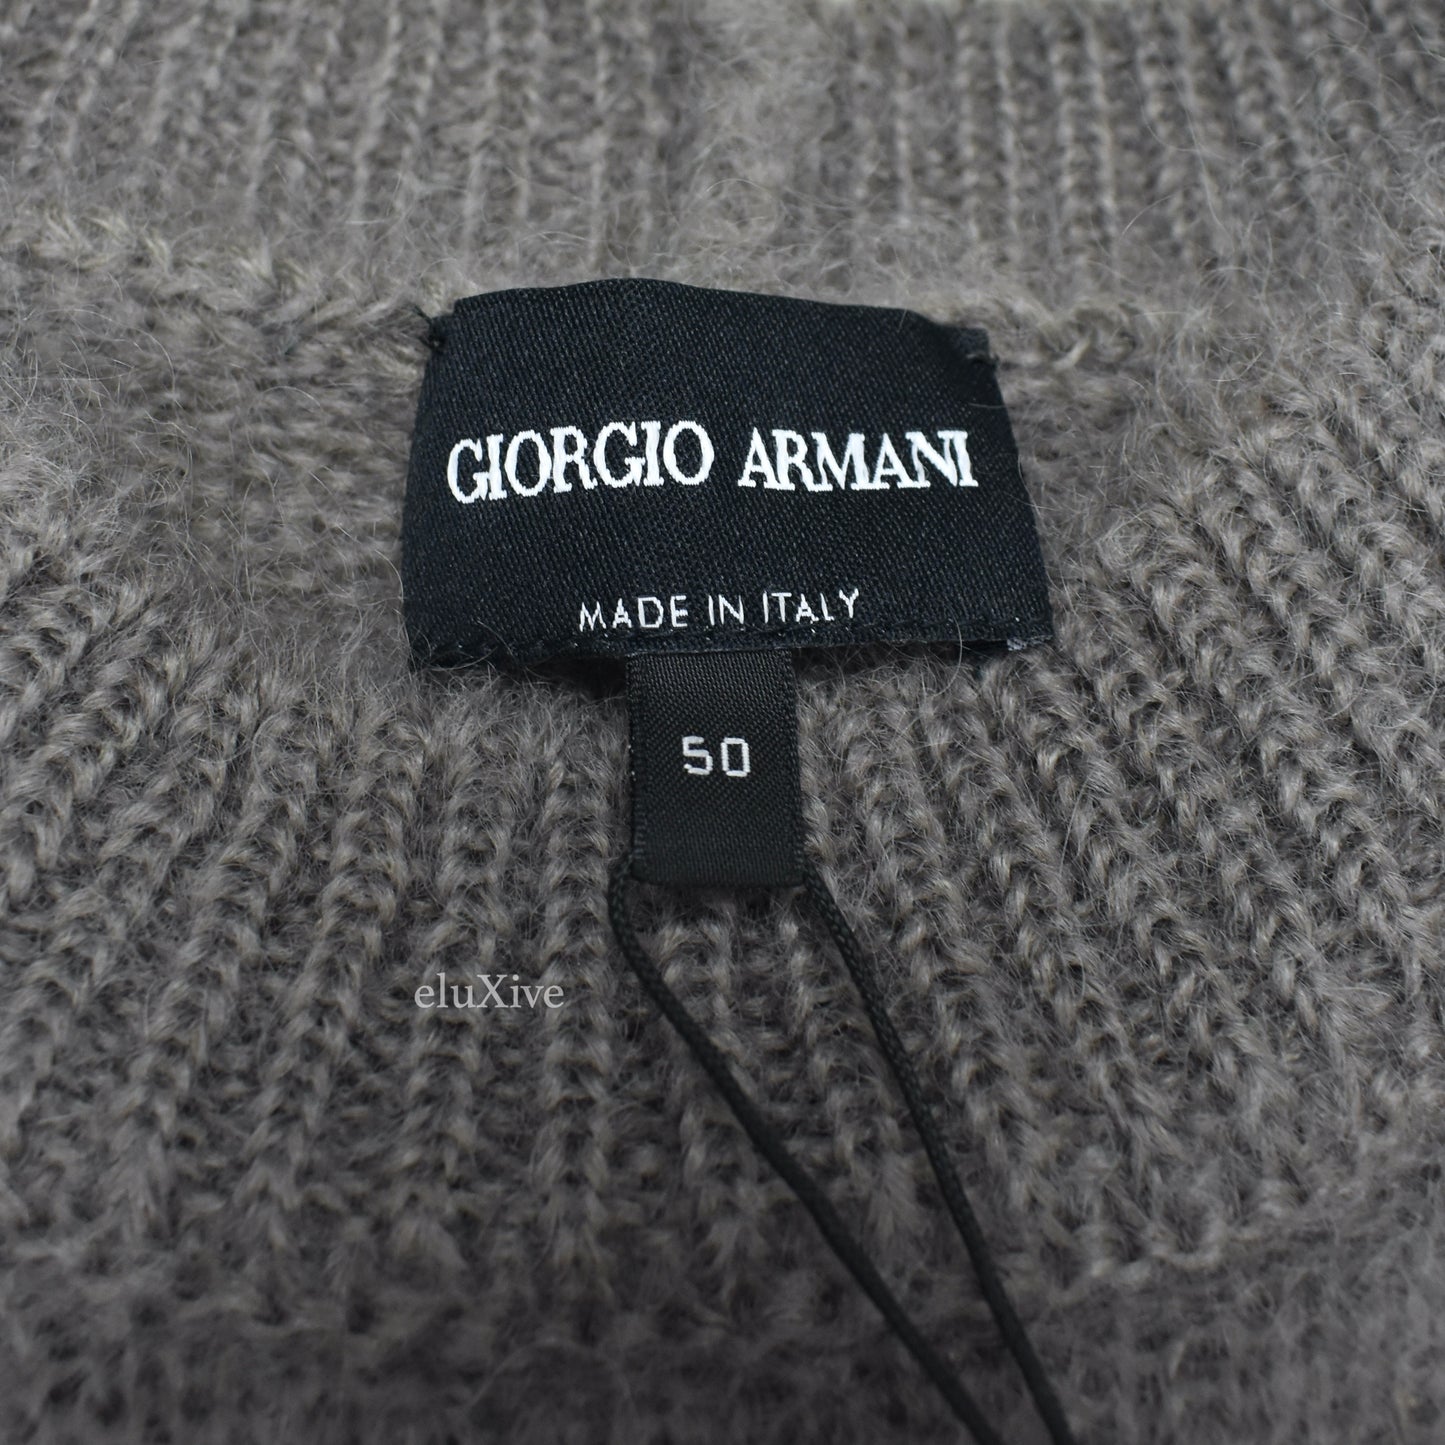 GIORGIO ARMANI
MADE IN ITALY
50
eluXive